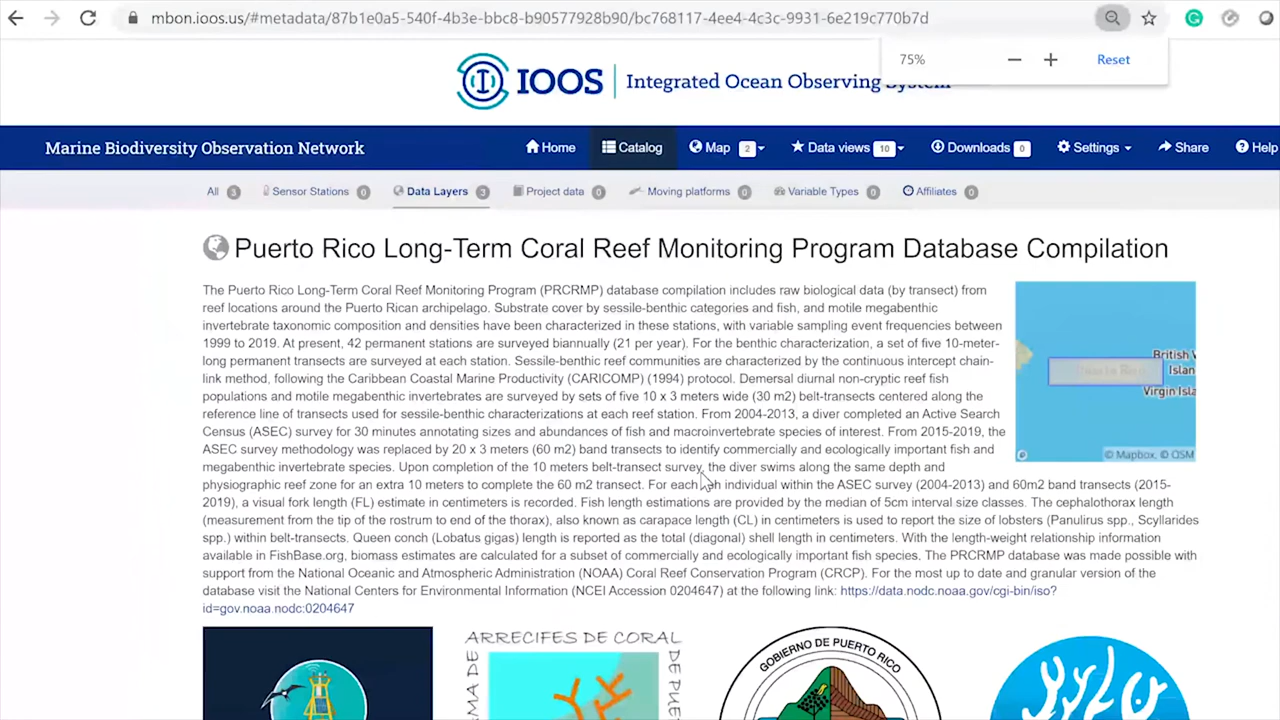 mbon.ioos.us/#metadata/87b1e0a5-540f-4b3e-bbc8-b90577928b90/bc768117-4ee4-4c3c-9931-6e219c770b7d
75%
Reset
IOOS
Integrated Ocean Observing System
Marine Biodiversity Observation Network
Home
Catalog
Map 2
Data views 10
Downloads 0
Settings
Share
Help
All 3
Sensor Stations 0
Data Layers 3
Project data 0
Moving platforms 0
Variable Types 0
Affiliates 0
Puerto Rico Long-Term Coral Reef Monitoring Program Database Compilation
The Puerto Rico Long-Term Coral Reef Monitoring Program (PRCRMP) database compilation includes raw biological data (by transect) from
reef locations around the Puerto Rican archipelago. Substrate cover by sessile-benthic categories and fish, and motile megabenthic
invertebrate taxonomic composition and densities have been characterized in these stations, with variable sampling event frequencies between
1999 to 2019. At present, 42 permanent stations are surveyed biannually (21 per year). For the benthic characterization, a set of five 10-meter-
long permanent transects are surveyed at each station. Sessile-benthic reef communities are characterized by the continuous intercept chain-
link method, following the Caribbean Coastal Marine Productivity (CARICOMP) (1994) protocol. Demersal diurnal non-cryptic reef fish
populations and motile megabenthic invertebrates are surveyed by sets of five 10 x 3 meters wide (30 m2) belt-transects centered along the
reference line of transects used for sessile-benthic characterizations at each reef station. From 2004-2013, a diver completed an Active Search
Census (ASEC) survey for 30 minutes annotating sizes and abundances of fish and macroinvertebrate species of interest. From 2015-2019, the
ASEC survey methodology was replaced by 20 x 3 meters (60 m2) band transects to identify commercially and ecologically important fish and
megabenthic invertebrate species. Upon completion of the 10 meters belt-transect survey, the diver swims along the same depth and
physiographic reef zone for an extra 10 meters to complete the 60 m2 transect. For each fish individual within the ASEC survey (2004-2013) and 60m2 band transects (2015-
2019), a visual fork length (FL) estimate in centimeters is recorded. Fish length estimations are provided by the median of 5cm interval size classes. The cephalothorax length
(measurement from the tip of the rostrum to end of the thorax), also known as carapace length (CL) in centimeters is used to report the size of lobsters (Panulirus spp., Scyllarides
spp.) within belt-transects. Queen conch (Lobatus gigas) length is reported as the total (diagonal) shell length in centimeters. With the length-weight relationship information
available in FishBase.org, biomass estimates are calculated for a subset of commercially and ecologically important fish species. The PRCRMP database was made possible with
support from the National Oceanic and Atmospheric Administration (NOAA) Coral Reef Conservation Program (CRCP). For the most up to date and granular version of the
database visit the National Centers for Environmental Information (NCEI Accession 0204647) at the following link: https://data.nodc.noaa.gov/cgi-bin/iso?
id=gov.noaa.nodc:0204647
British V
Islan
Virgin Isla
Puerto Rico
© Mapbox, © OSM
ARRECIFES DE CORAL
DE PUE
MA DE
GOBIERNO DE PUERTO RICO